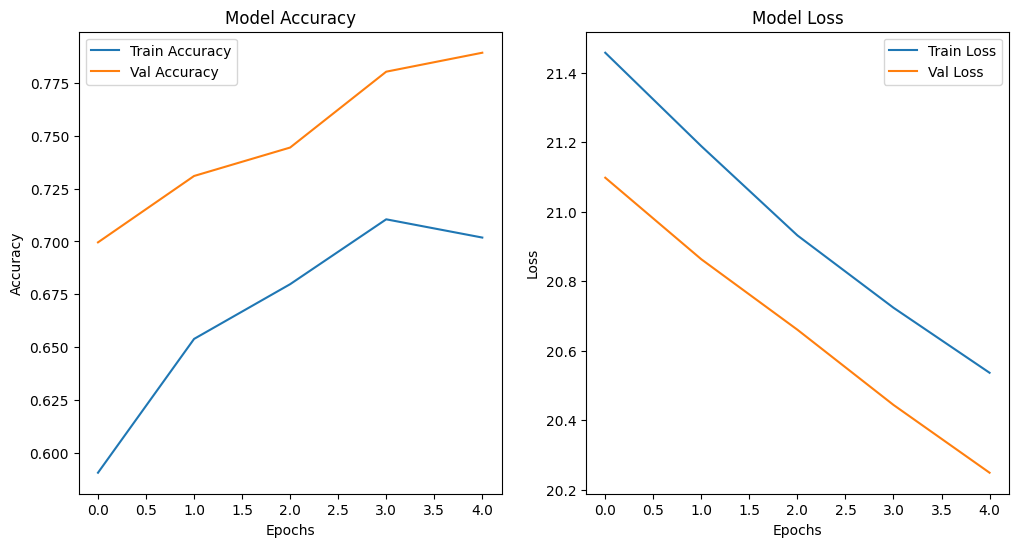 Model Accuracy
Train Accuracy
Val Accuracy
0.775
0.750
0.725
0.700
0.675
0.650
0.625
0.600
Accuracy
0.0 0.5 1.0 1.5 2.0 2.5 3.0 3.5 4.0
Epochs
Model Loss
Train Loss
Val Loss
21.4
21.2
21.0
20.8
20.6
20.4
20.2
Loss
0.0 0.5 1.0 1.5 2.0 2.5 3.0 3.5 4.0
Epochs